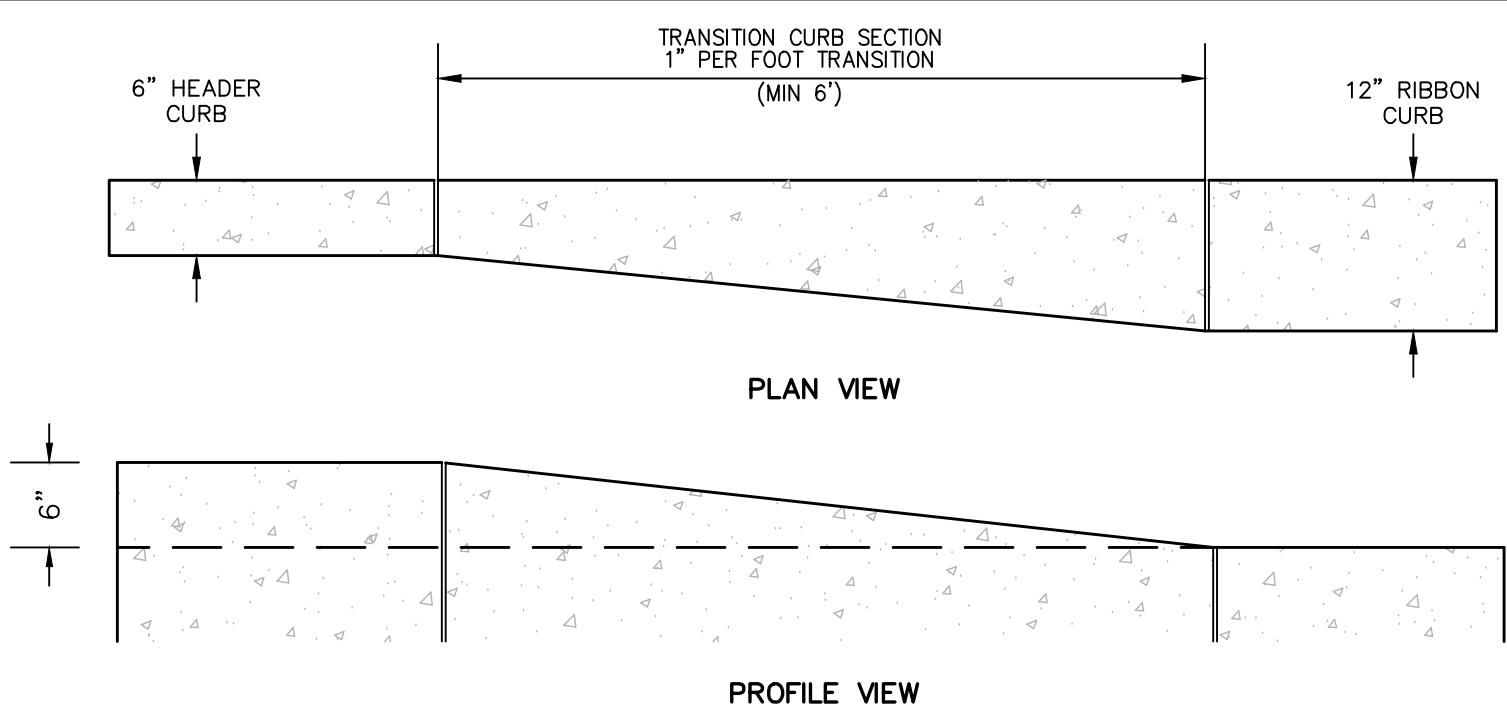 TRANSITION CURB SECTION
1” PER FOOT TRANSITION
(MIN 6’)
6” HEADER
CURB
12” RIBBON
CURB
PLAN VIEW
6”
PROFILE VIEW